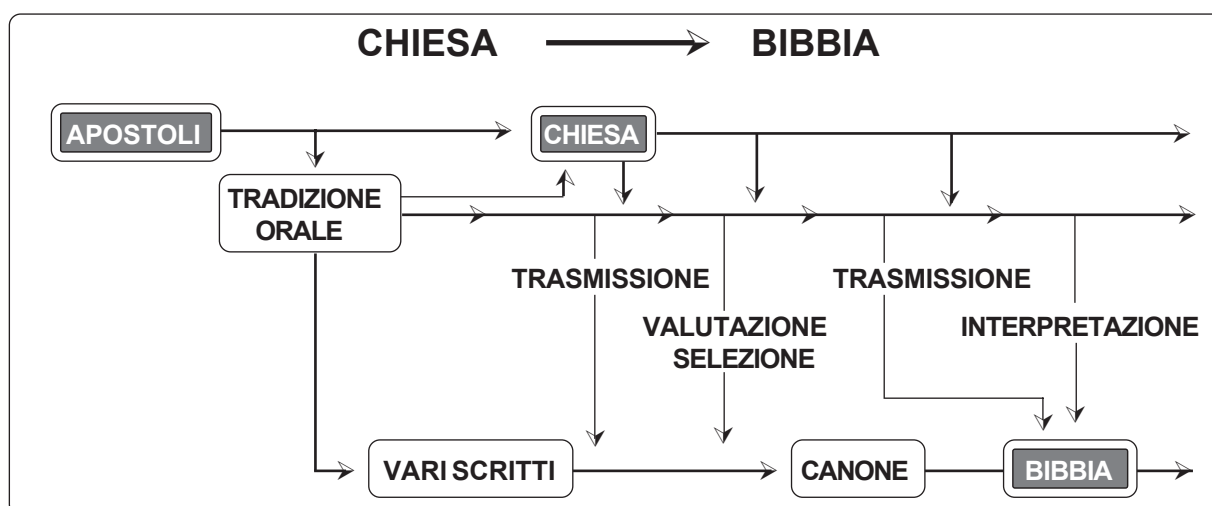 CHIESA BIBBIA
APOSTOLI
CHIESA
TRADIZIONE
ORALE
TRASMISSIONE
TRASMISSIONE
VALUTAZIONE
SELEZIONE
INTERPRETAZIONE
VARI SCRITTI
CANONE
BIBBIA